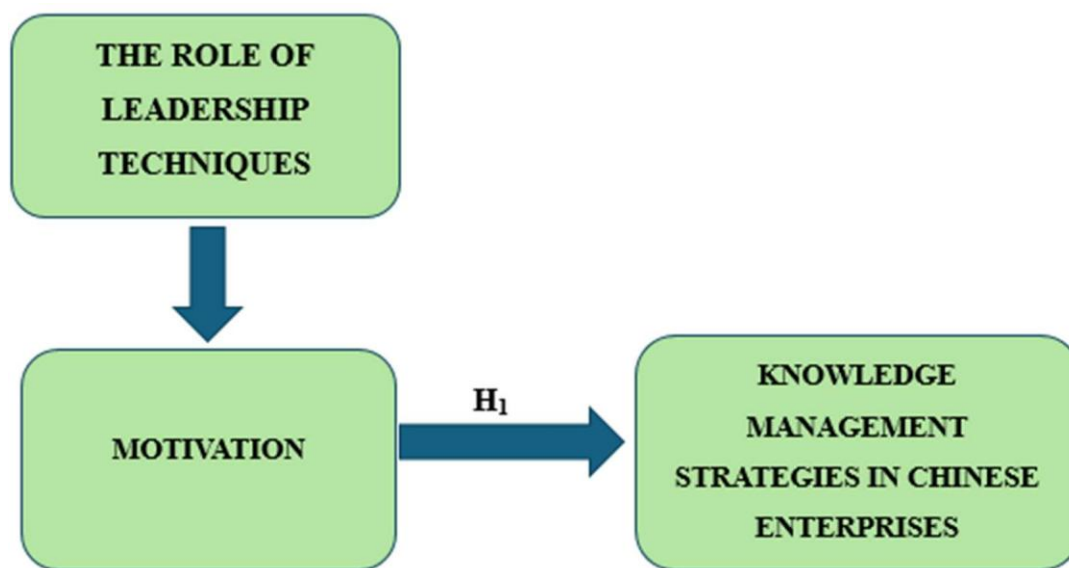 THE ROLE OF
LEADERSHIP
TECHNIQUES
MOTIVATION
H₁
KNOWLEDGE
MANAGEMENT
STRATEGIES IN CHINESE
ENTERPRISES